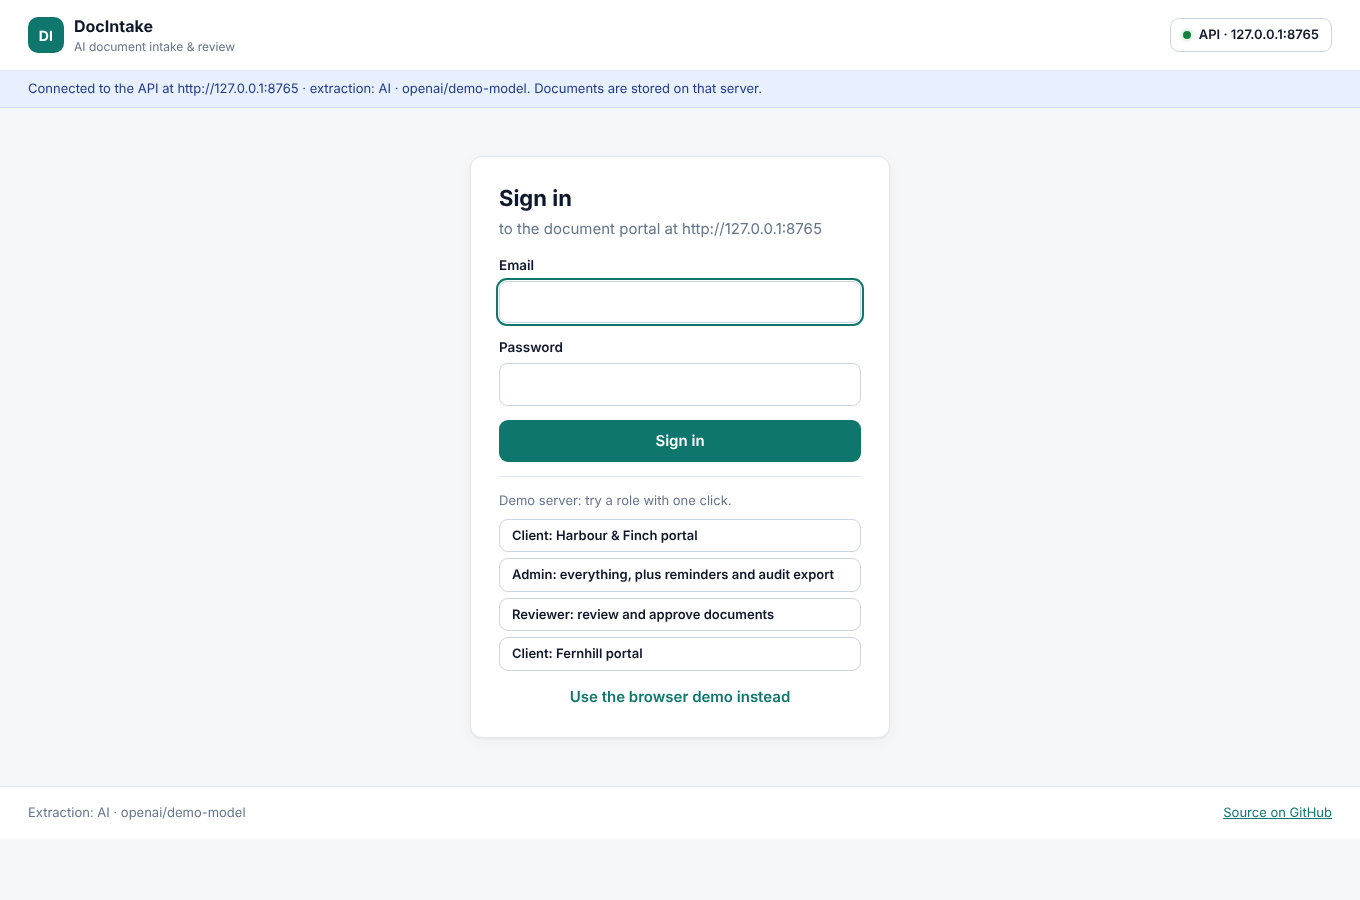 DI
DocIntake
AI document intake & review
API · 127.0.0.1:8765
Connected to the API at http://127.0.0.1:8765 · extraction: AI · openai/demo-model. Documents are stored on that server.
Sign in
to the document portal at http://127.0.0.1:8765
Email
Password
Sign in
Demo server: try a role with one click.
Client: Harbour & Finch portal
Admin: everything, plus reminders and audit export
Reviewer: review and approve documents
Client: Fernhill portal
Use the browser demo instead
Extraction: AI · openai/demo-model
Source on GitHub